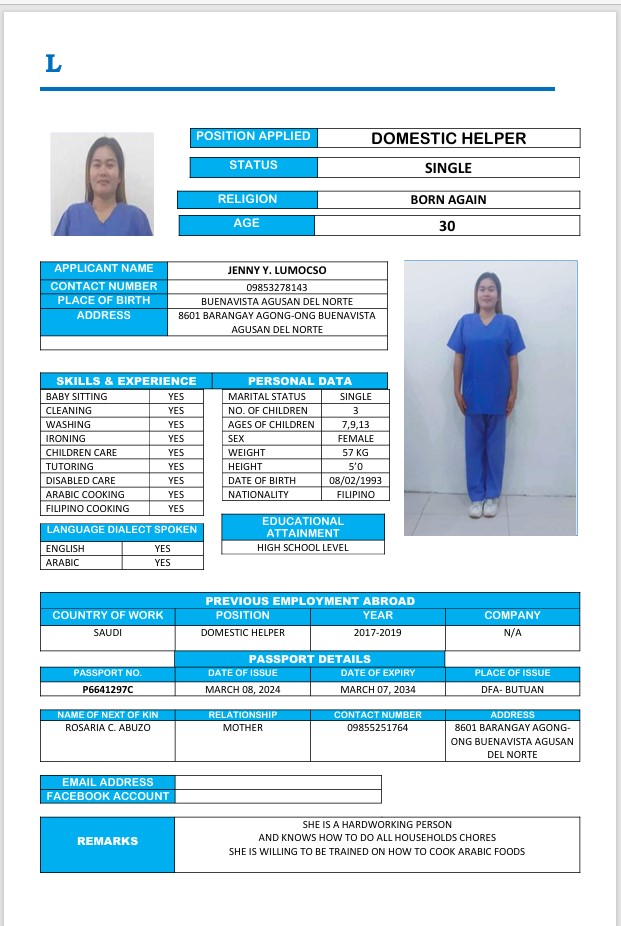 L
POSITION APPLIED DOMESTIC HELPER
STATUS SINGLE
RELIGION BORN AGAIN
AGE 30
APPLICANT NAME JENNY Y. LUMOCSO
CONTACT NUMBER 09853278143
PLACE OF BIRTH BUENAVISTA AGUSAN DEL NORTE
ADDRESS 8601 BARANGAY AGONG-ONG BUENAVISTA
AGUSAN DEL NORTE
SKILLS & EXPERIENCE
BABY SITTING YES
CLEANING YES
WASHING YES
IRONING YES
CHILDREN CARE YES
TUTORING YES
DISABLED CARE YES
ARABIC COOKING YES
FILIPINO COOKING YES
LANGUAGE DIALECT SPOKEN
ENGLISH YES
ARABIC YES
PERSONAL DATA
MARITAL STATUS SINGLE
NO. OF CHILDREN 3
AGES OF CHILDREN 7,9,13
SEX FEMALE
WEIGHT 57 KG
HEIGHT 5'0
DATE OF BIRTH 08/02/1993
NATIONALITY FILIPINO
EDUCATIONAL
ATTAINMENT
HIGH SCHOOL LEVEL
PREVIOUS EMPLOYMENT ABROAD
COUNTRY OF WORK POSITION YEAR COMPANY
SAUDI DOMESTIC HELPER 2017-2019 N/A
PASSPORT DETAILS
PASSPORT NO. DATE OF ISSUE DATE OF EXPIRY PLACE OF ISSUE
P6641297C MARCH 08, 2024 MARCH 07, 2034 DFA- BUTUAN
NAME OF NEXT OF KIN RELATIONSHIP CONTACT NUMBER ADDRESS
ROSARIA C. ABUZO MOTHER 09855251764 8601 BARANGAY AGONG-
ONG BUENAVISTA AGUSAN
DEL NORTE
EMAIL ADDRESS
FACEBOOK ACCOUNT
REMARKS
SHE IS A HARDWORKING PERSON
AND KNOWS HOW TO DO ALL HOUSEHOLDS CHORES
SHE IS WILLING TO BE TRAINED ON HOW TO COOK ARABIC FOODS